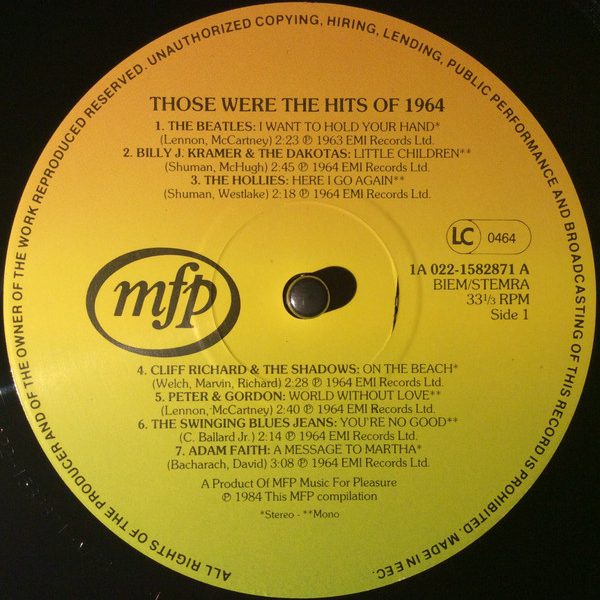 ALL RIGHTS OF THE PRODUCER AND OF THE OWNER OF THE WORK REPRODUCED RESERVED. UNAUTHORIZED COPYING, HIRING, LENDING, PUBLIC PERFORMANCE AND BROADCASTING OF THIS RECORD IS PROHIBITED. MADE IN EEC.
THOSE WERE THE HITS OF 1964
1. THE BEATLES: I WANT TO HOLD YOUR HAND*
(Lennon, McCartney) 2:23 ℗ 1963 EMI Records Ltd.
2. BILLY J. KRAMER & THE DAKOTAS: LITTLE CHILDREN**
(Shuman, McHugh) 2:45 ℗ 1964 EMI Records Ltd.
3. THE HOLLIES: HERE I GO AGAIN**
(Shuman, Westlake) 2:18 ℗ 1964 EMI Records Ltd.
LC 0464
mfp
1A 022-1582871 A
BIEM/STEMRA
33⅓ RPM
Side 1
4. CLIFF RICHARD & THE SHADOWS: ON THE BEACH*
(Welch, Marvin, Richard) 2:28 ℗ 1964 EMI Records Ltd.
5. PETER & GORDON: WORLD WITHOUT LOVE**
(Lennon, McCartney) 2:40 ℗ 1964 EMI Records Ltd.
6. THE SWINGING BLUES JEANS: YOU'RE NO GOOD**
(C. Ballard Jr.) 2:14 ℗ 1964 EMI Records Ltd.
7. ADAM FAITH: A MESSAGE TO MARTHA*
(Bacharach, David) 3:08 ℗ 1964 EMI Records Ltd.
A Product Of MFP Music For Pleasure
℗ 1984 This MFP compilation
*Stereo - **Mono